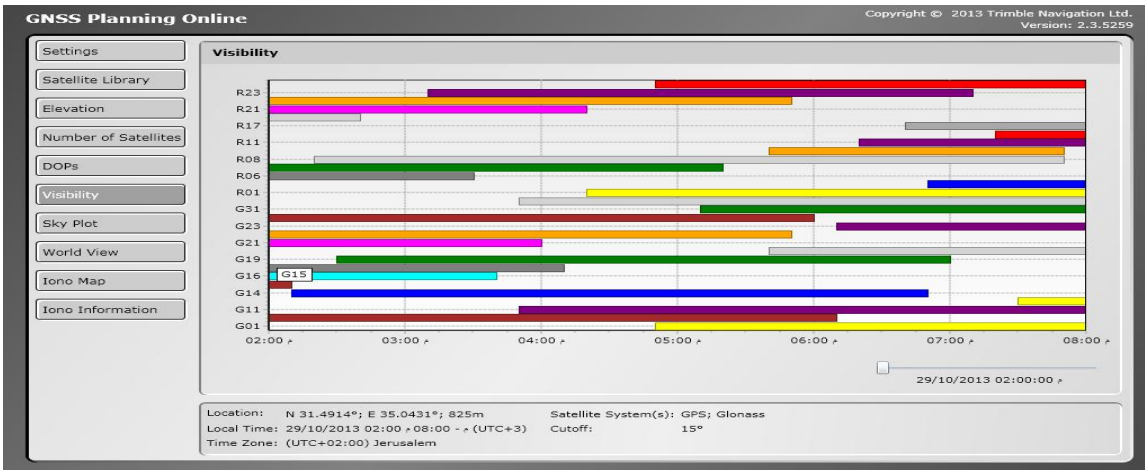 GNSS Planning Online
Copyright © 2013 Trimble Navigation Ltd.
Version: 2.3.5259
Settings
Satellite Library
Elevation
Number of Satellites
DOPs
Visibility
Sky Plot
World View
Iono Map
Iono Information
Visibility
R23
R21
R17
R11
R08
R06
R01
G31
G23
G21
G19
G16
G15
G14
G11
G01
02:00 م
03:00 م
04:00 م
05:00 م
06:00 م
07:00 م
08:00 م
29/10/2013 02:00:00 م
Location: N 31.4914°; E 35.0431°; 825m
Satellite System(s): GPS; Glonass
Local Time: 29/10/2013 02:00 م - 08:00 م (UTC+3)
Cutoff: 15°
Time Zone: (UTC+02:00) Jerusalem